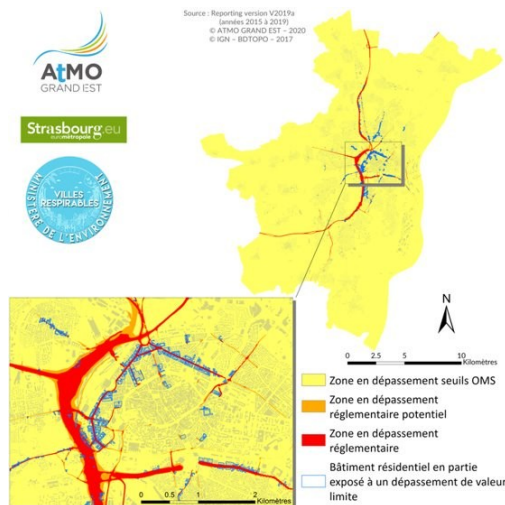 Source : Reporting version V2019a
(années 2015 à 2019)
© ATMO GRAND EST – 2020
© IGN – BDTOPO – 2017
AtMO
GRAND EST
Strasbourg.eu
eurométropole
VILLES
RESPIRABLES
MINISTÈRE DE L'ENVIRONNEMENT
N
0 2.5 5 10
Kilomètres
Zone en dépassement seuils OMS
Zone en dépassement
réglementaire potentiel
Zone en dépassement
réglementaire
Bâtiment résidentiel en partie
exposé à un dépassement de valeur
limite
0 0.5 1 2
Kilomètres